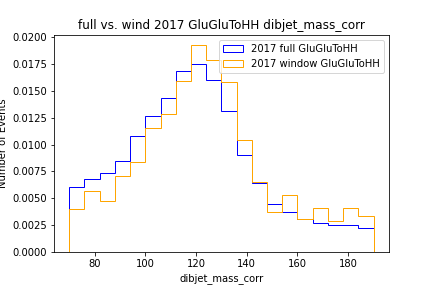 full vs. wind 2017 GluGluToHH dibjet_mass_corr
2017 full GluGluToHH
2017 window GluGluToHH
0.0200
0.0175
0.0150
0.0125
0.0100
0.0075
0.0050
0.0025
0.0000
Number of Events
80 100 120 140 160 180
dibjet_mass_corr